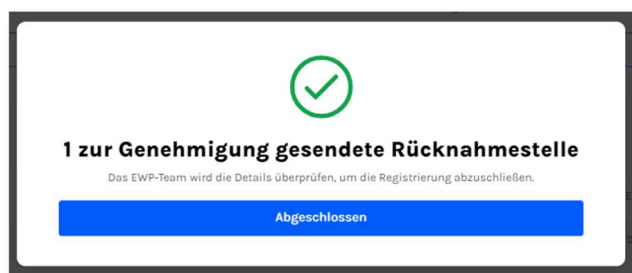 1 zur Genehmigung gesendete Rücknahmestelle
Das EWP-Team wird die Details überprüfen, um die Registrierung abzuschließen.
Abgeschlossen